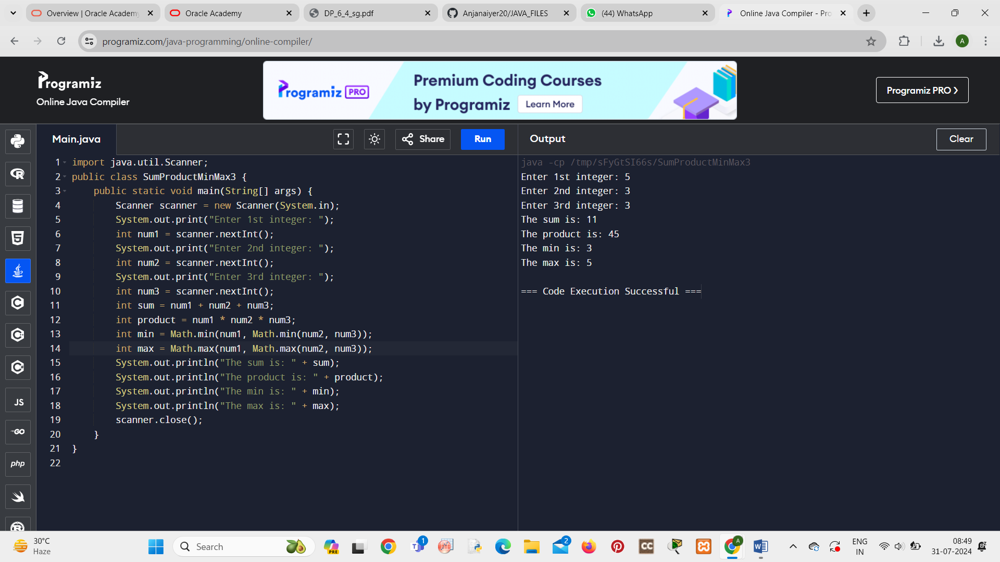 Overview | Oracle Academy
Oracle Academy
DP_6_4_sg.pdf
Anjanaiyer20/JAVA_FILES
(44) WhatsApp
Online Java Compiler - Pro
programiz.com/java-programming/online-compiler/
A
Programiz
Online Java Compiler
Programiz PRO
Premium Coding Courses
by Programiz
Learn More
Programiz PRO
Main.java
Share
Run
Output
Clear
1 import java.util.Scanner;
2 public class SumProductMinMax3 {
3 public static void main(String[] args) {
4 Scanner scanner = new Scanner(System.in);
5 System.out.print("Enter 1st integer: ");
6 int num1 = scanner.nextInt();
7 System.out.print("Enter 2nd integer: ");
8 int num2 = scanner.nextInt();
9 System.out.print("Enter 3rd integer: ");
10 int num3 = scanner.nextInt();
11 int sum = num1 + num2 + num3;
12 int product = num1 * num2 * num3;
13 int min = Math.min(num1, Math.min(num2, num3));
14 int max = Math.max(num1, Math.max(num2, num3));
15 System.out.println("The sum is: " + sum);
16 System.out.println("The product is: " + product);
17 System.out.println("The min is: " + min);
18 System.out.println("The max is: " + max);
19 scanner.close();
20 }
21 }
22
java -cp /tmp/sFyGtSI66s/SumProductMinMax3
Enter 1st integer: 5
Enter 2nd integer: 3
Enter 3rd integer: 3
The sum is: 11
The product is: 45
The min is: 3
The max is: 5
=== Code Execution Successful ===
JS
GO
php
30°C
Haze
Search
PRE
1
2
CC
A
ENG
IN
08:49
31-07-2024